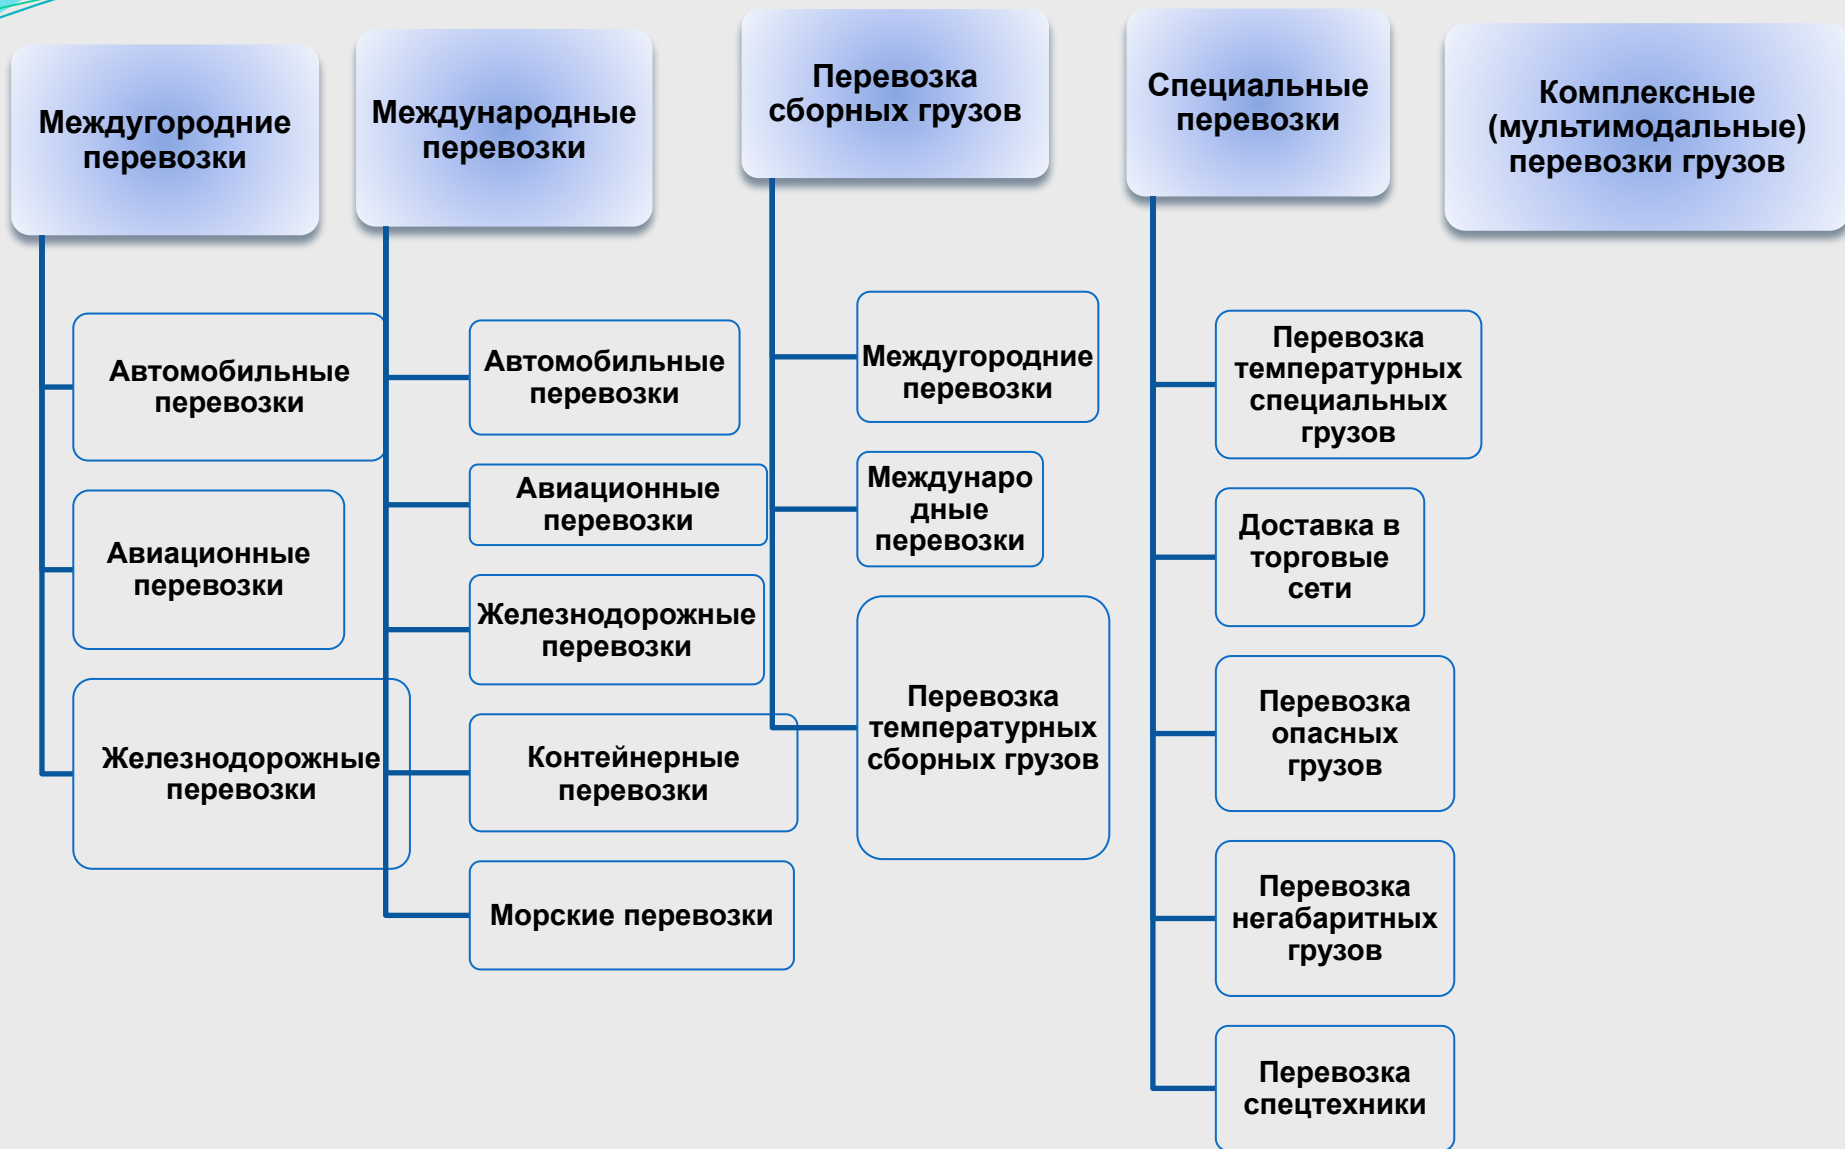 Междугородние
перевозки
Автомобильные
перевозки
Авиационные
перевозки
Железнодорожные
перевозки
Международные
перевозки
Автомобильные
перевозки
Авиационные
перевозки
Железнодорожные
перевозки
Контейнерные
перевозки
Морские перевозки
Перевозка
сборных грузов
Междугородние
перевозки
Междунаро
дные
перевозки
Перевозка
температурных
сборных грузов
Специальные
перевозки
Перевозка
температурных
специальных
грузов
Доставка в
торговые
сети
Перевозка
опасных
грузов
Перевозка
негабаритных
грузов
Перевозка
спецтехники
Комплексные
(мультимодальные)
перевозки грузов